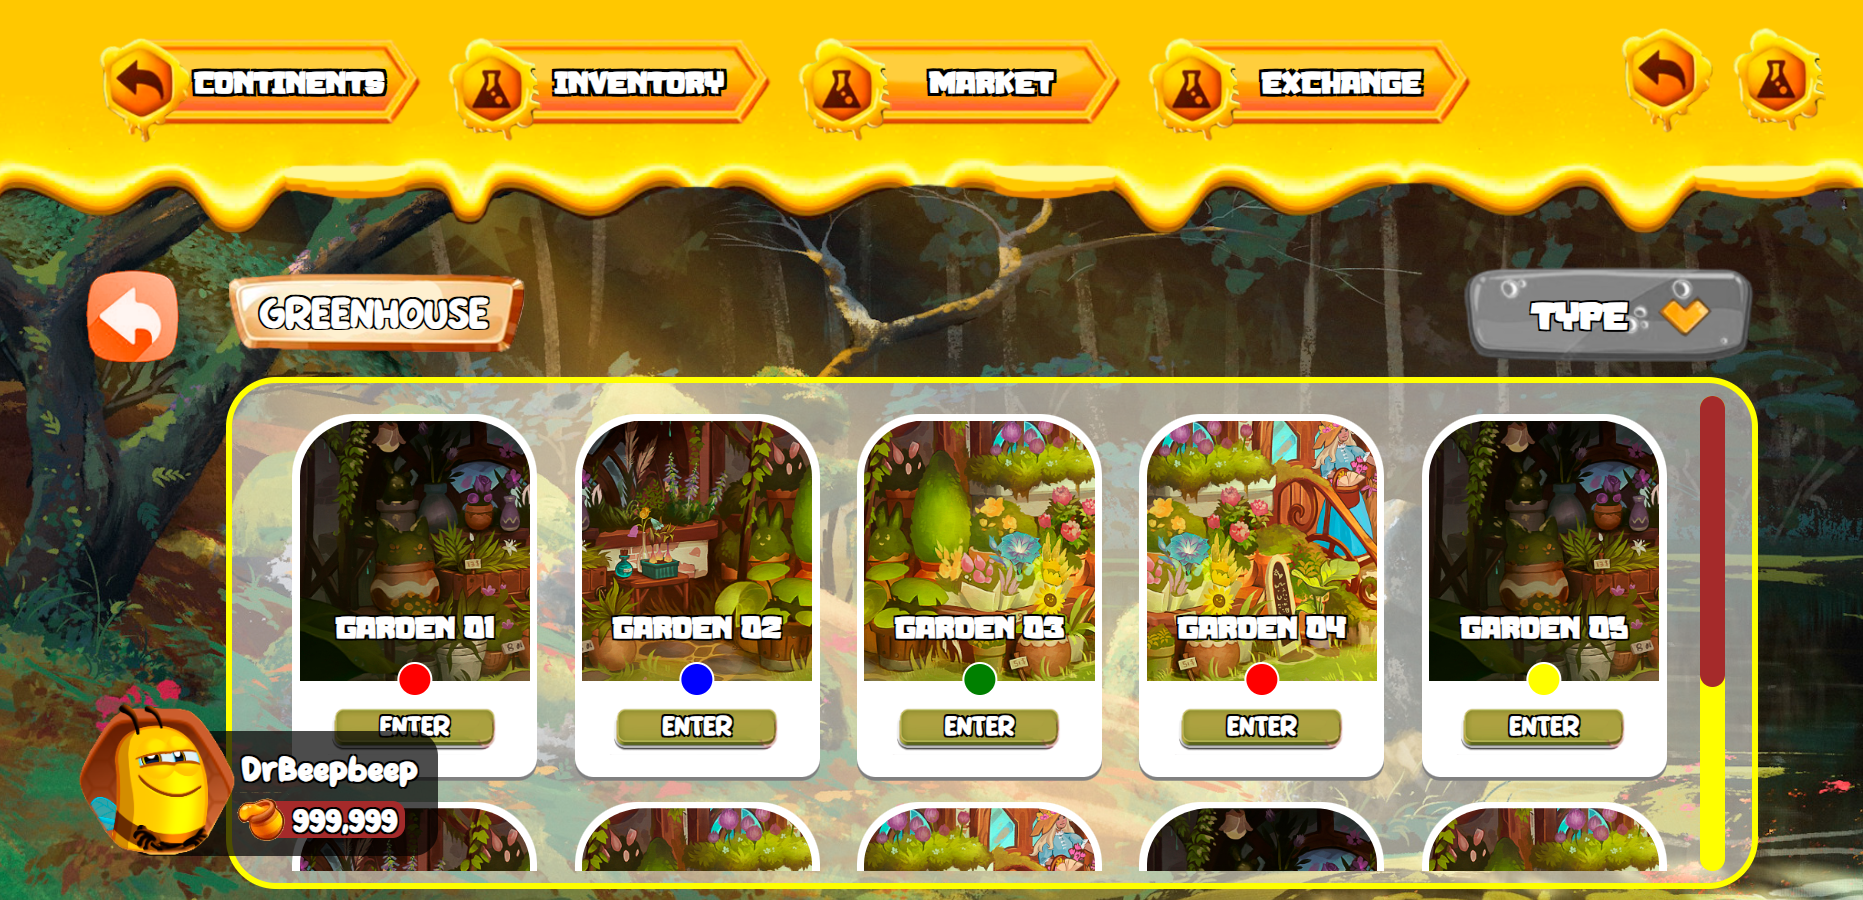 CONTINENTS
INVENTORY
MARKET
EXCHANGE
GREENHOUSE
TYPE
GARDEN 01
GARDEN 02
GARDEN 03
GARDEN 04
GARDEN 05
ENTER
ENTER
ENTER
ENTER
ENTER
DrBeepbeep
999,999